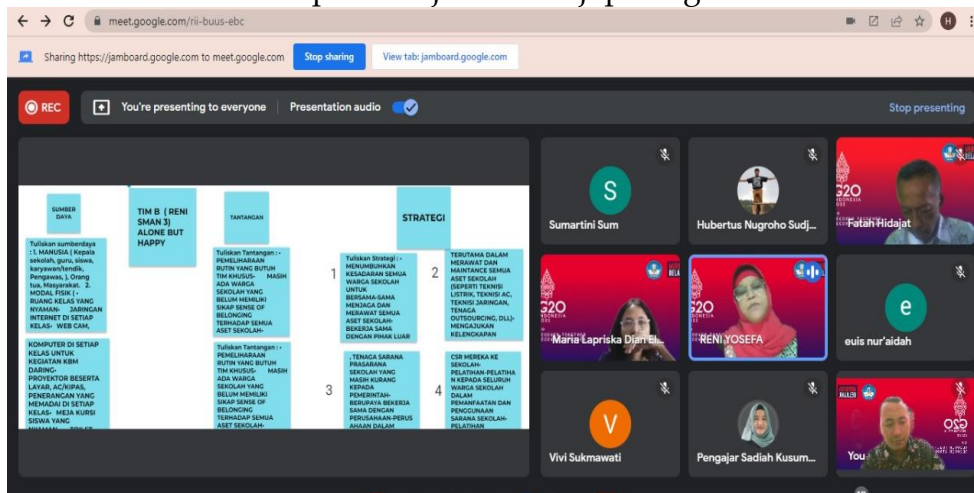 meet.google.com/rii-buus-ebc
H
Sharing https://jamboard.google.com to meet.google.com
Stop sharing
View tab: jamboard.google.com
REC
You're presenting to everyone
Presentation audio
Stop presenting
SUMBER
DAYA
Tuliskan sumberdaya
: 1. MANUSIA ( Kepala
sekolah, guru, siswa,
karyawan/tendik,
Pengawas, ), Orang
tua, Masyarakat. 2.
MODAL FISIK ( •
RUANG KELAS YANG
NYAMAN- JARINGAN
INTERNET DI SETIAP
KELAS- WEB CAM,
KOMPUTER DI SETIAP
KELAS UNTUK
KEGIATAN KBM
DARING-
PROYEKTOR BESERTA
LAYAR, AC/KIPAS,
PENERANGAN YANG
MEMADAI DI SETIAP
KELAS- MEJA KURSI
SISWA YANG
TIM B ( RENI
SMAN 3)
ALONE BUT
HAPPY
TANTANGAN
Tuliskan Tantangan : •
PEMELIHARAAN
RUTIN YANG BUTUH
TIM KHUSUS- MASIH
ADA WARGA
SEKOLAH YANG
BELUM MEMILIKI
SIKAP SENSE OF
BELONGING
TERHADAP SEMUA
ASET SEKOLAH-
Tuliskan Tantangan : •
PEMELIHARAAN
RUTIN YANG BUTUH
TIM KHUSUS- MASIH
ADA WARGA
SEKOLAH YANG
BELUM MEMILIKI
SIKAP SENSE OF
BELONGING
TERHADAP SEMUA
ASET SEKOLAH-
STRATEGI
1
Tuliskan Strategi : •
MENUMBUHKAN
KESADARAN SEMUA
WARGA SEKOLAH
UNTUK
BERSAMA-SAMA
MENJAGA DAN
MERAWAT SEMUA
ASET SEKOLAH-
BEKERJA SAMA
DENGAN PIHAK LUAR
2
TERUTAMA DALAM
MERAWAT DAN
MAINTANCE SEMUA
ASET SEKOLAH
(SEPERTI TEKNISI
LISTRIK, TEKNISI AC,
TEKNISI JARINGAN,
TENAGA
OUTSOURCING, DLL)-
MENGAJUKAN
KELENGKAPAN
3
, TENAGA SARANA
PRASARANA
SEKOLAH YANG
MASIH KURANG
KEPADA
PEMERINTAH-
BERUPAYA BEKERJA
SAMA DENGAN
PERUSAHAAN-PERUS
AHAAN DALAM
4
CSR MEREKA KE
SEKOLAH-
PELATIHAN-PELATIHA
N KEPADA SELURUH
WARGA SEKOLAH
DALAM
PEMANFAATAN DAN
PENGGUNAAN
SARANA SEKOLAH-
PELATIHAN
S
Sumartini Sum
Hubertus Nugroho Sudj...
Fatah Hidajat
Maria Lapriska Dian El...
RENI YOSEFA
e
euis nur'aidah
V
Vivi Sukmawati
Pengajar Sadiah Kusum...
You